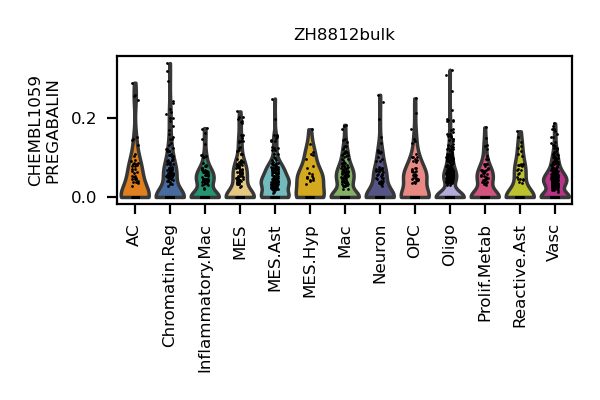 ZH8812bulk
CHEMBL1059
PREGABALIN
0.2
0.0
AC
Chromatin.Reg
Inflammatory.Mac
MES
MES.Ast
MES.Hyp
Mac
Neuron
OPC
Oligo
Prolif.Metab
Reactive.Ast
Vasc